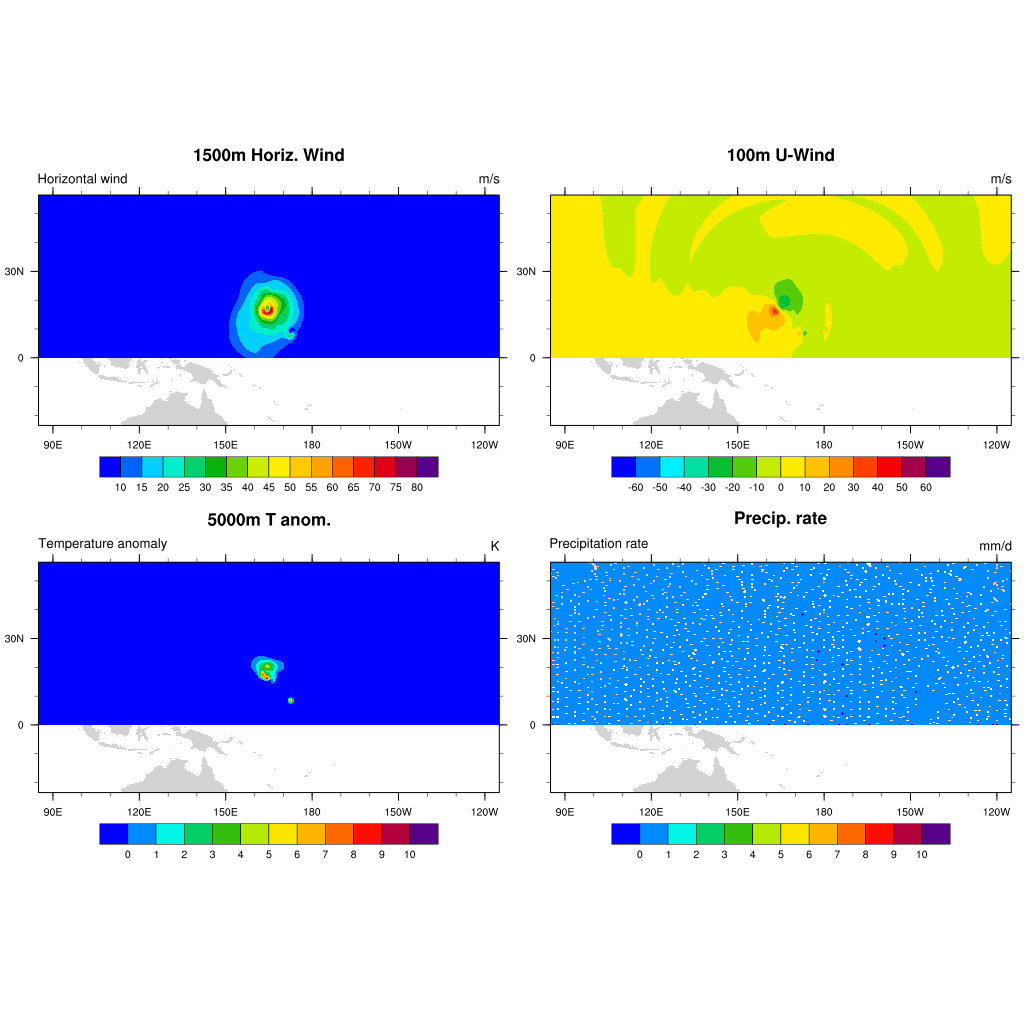 1500m Horiz. Wind
Horizontal wind m/s
30N
0
90E 120E 150E 180 150W 120W
10 15 20 25 30 35 40 45 50 55 60 65 70 75 80
100m U-Wind
m/s
30N
0
90E 120E 150E 180 150W 120W
-60 -50 -40 -30 -20 -10 0 10 20 30 40 50 60
5000m T anom.
Temperature anomaly K
30N
0
90E 120E 150E 180 150W 120W
0 1 2 3 4 5 6 7 8 9 10
Precip. rate
Precipitation rate mm/d
30N
0
90E 120E 150E 180 150W 120W
0 1 2 3 4 5 6 7 8 9 10